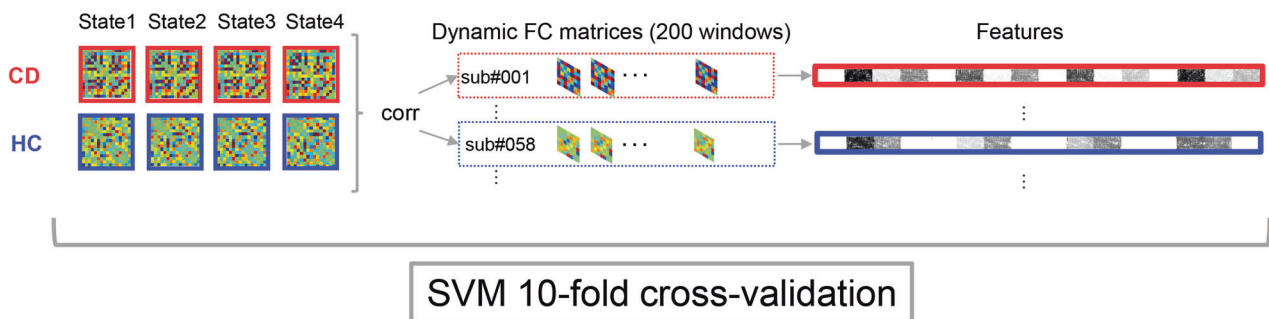 State1 State2 State3 State4
Dynamic FC matrices (200 windows)
Features
CD
sub#001
...
corr
HC
sub#058
...
SVM 10-fold cross-validation